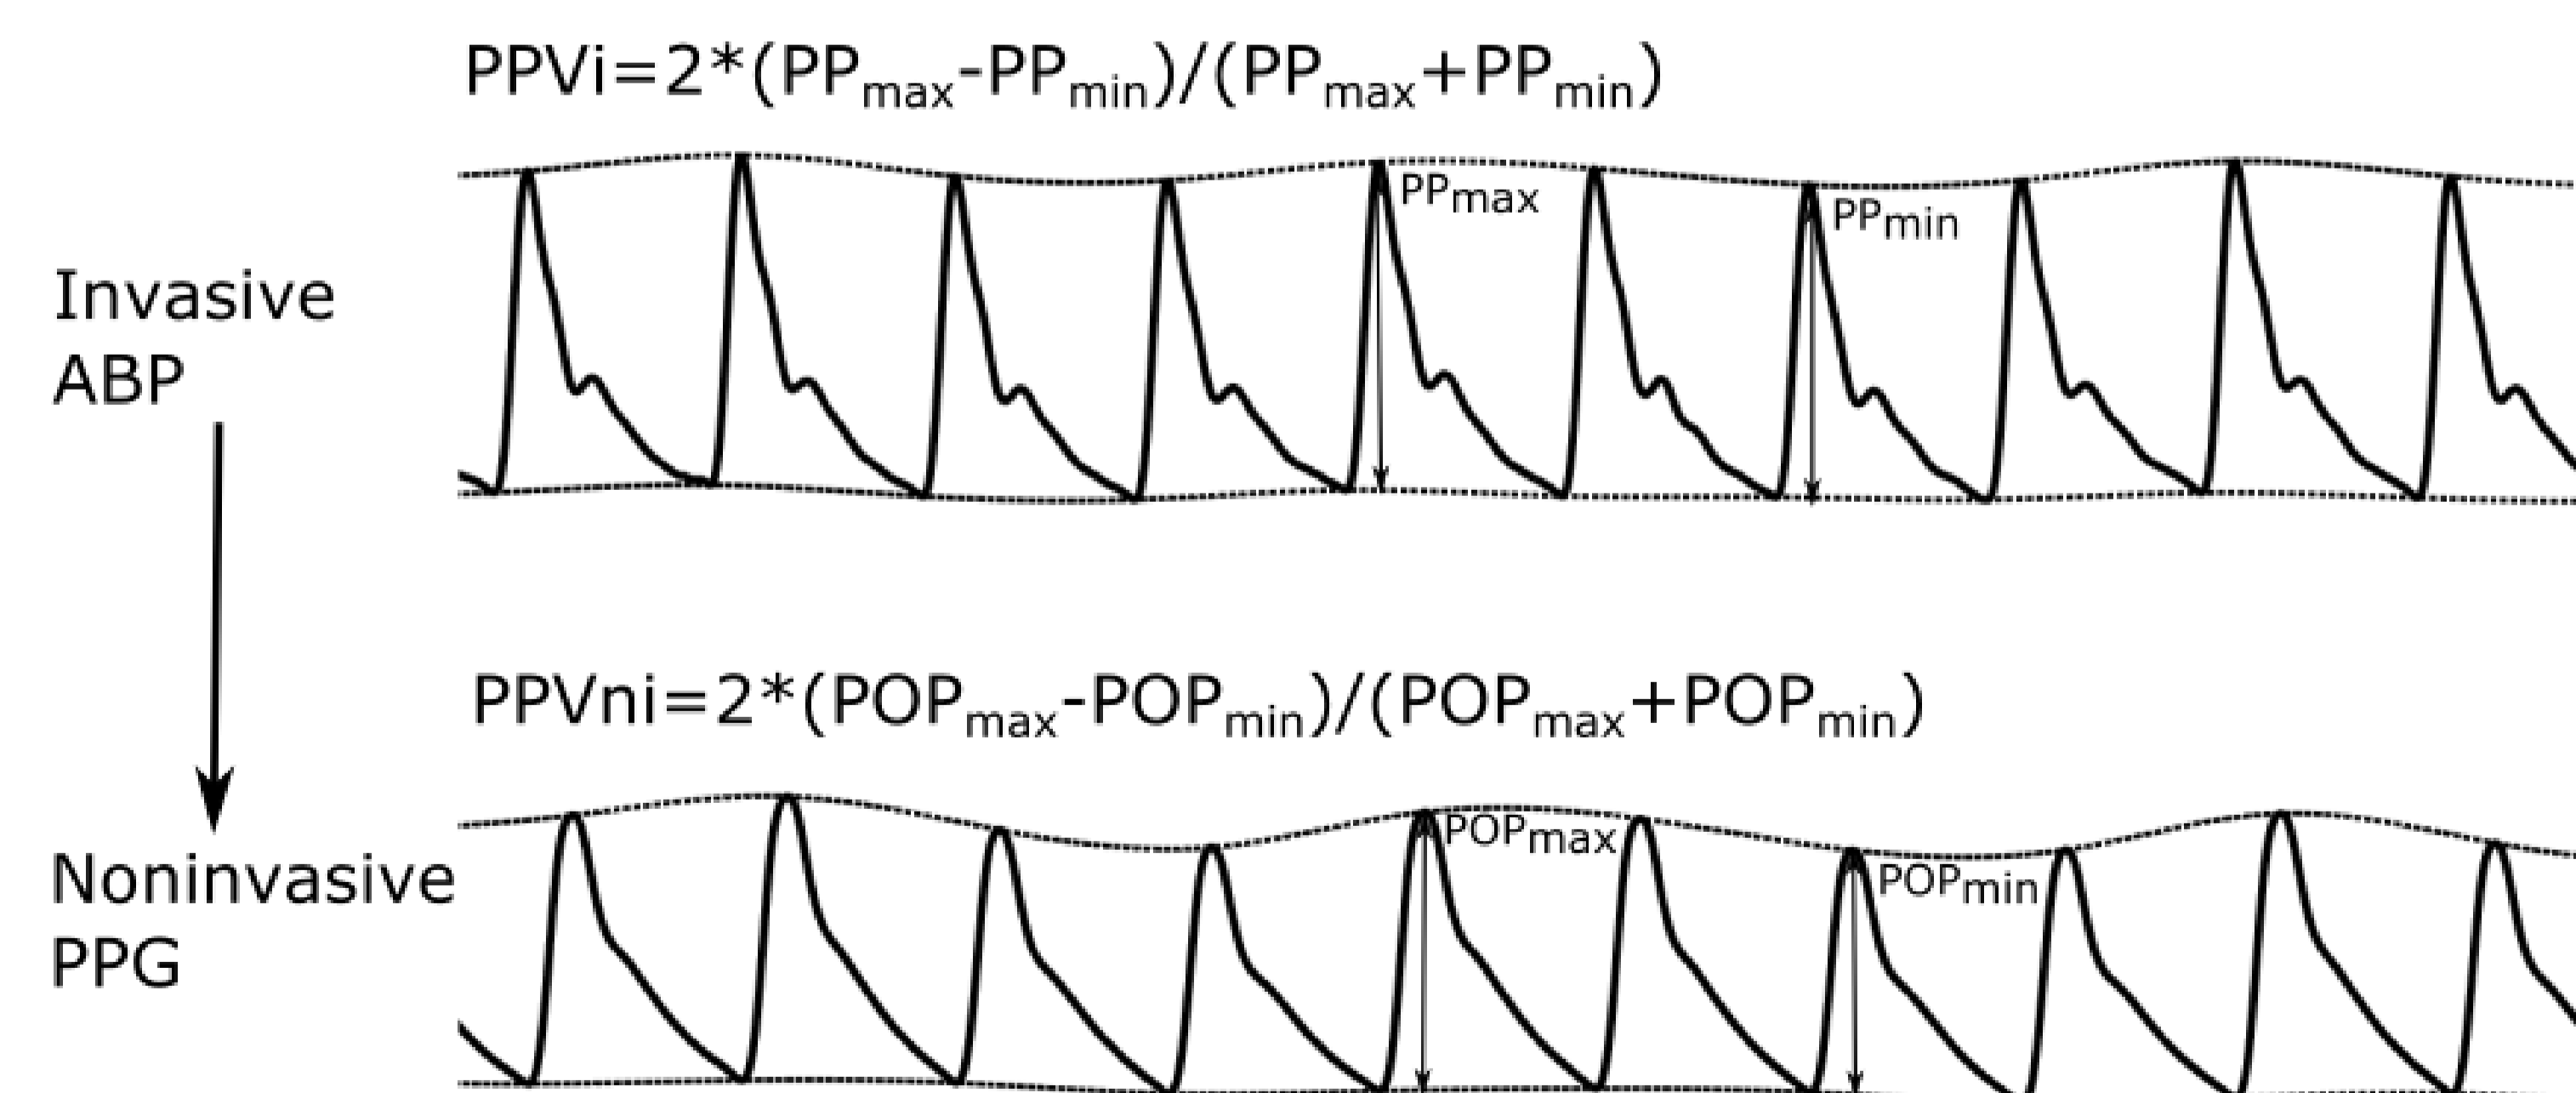 PPVi=2*(PPmax-PPmin)/(PPmax+PPmin)
PPmax
PPmin
Invasive
ABP
PPVni=2*(POPmax-POPmin)/(POPmax+POPmin)
POPmax
POPmin
Noninvasive
PPG